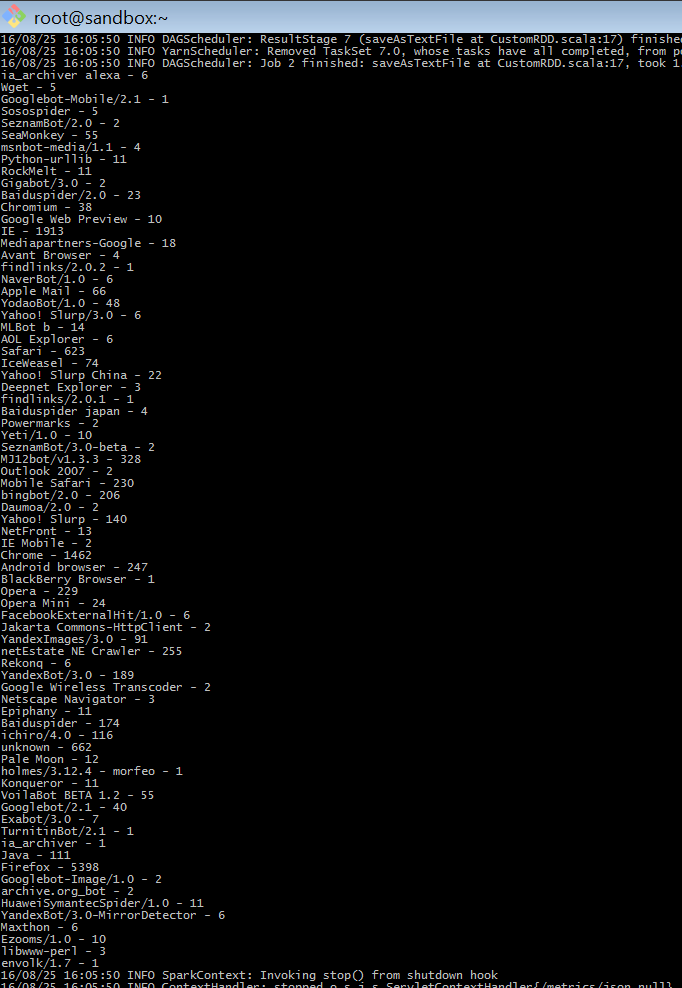 root@sandbox:~
16/08/25 16:05:50 INFO DAGScheduler: ResultStage 7 (saveAsTextFile at CustomRDD.scala:17) finished
16/08/25 16:05:50 INFO YarnScheduler: Removed TaskSet 7.0, whose tasks have all completed, from
16/08/25 16:05:50 INFO DAGScheduler: Job 2 finished: saveAsTextFile at CustomRDD.scala:17, took 1
ia_archiver alexa - 6
Wget - 5
Googlebot-Mobile/2.1 - 1
Sosospider - 5
SeznamBot/2.0 - 2
SeaMonkey - 55
msnbot-media/1.1 - 4
Python-urllib - 11
RockMelt - 11
Gigabot/3.0 - 2
Baiduspider/2.0 - 23
Chromium - 38
Google Web Preview - 10
IE - 1913
Mediapartners-Google - 18
Avant Browser - 4
findlinks/2.0.2 - 1
NaverBot/1.0 - 6
Apple Mail - 66
YodaoBot/1.0 - 48
Yahoo! Slurp/3.0 - 6
MLBot b - 14
AOL Explorer - 6
Safari - 623
IceWeasel - 74
Yahoo! Slurp China - 22
Deepnet Explorer - 3
findlinks/2.0.1 - 1
Baiduspider japan - 4
Powermarks - 2
Yeti/1.0 - 10
SeznamBot/3.0-beta - 2
MJ12bot/v1.3.3 - 328
Outlook 2007 - 2
Mobile Safari - 230
bingbot/2.0 - 206
Daumoa/2.0 - 2
Yahoo! Slurp - 140
NetFront - 13
IE Mobile - 2
Chrome - 1462
Android browser - 247
BlackBerry Browser - 1
Opera - 229
Opera Mini - 24
FacebookExternalHit/1.0 - 6
Jakarta Commons-HttpClient - 2
YandexImages/3.0 - 91
netEstate NE Crawler - 255
Rekonq - 6
YandexBot/3.0 - 189
Google Wireless Transcoder - 2
Netscape Navigator - 3
Epiphany - 11
Baiduspider - 174
ichiro/4.0 - 116
unknown - 662
Pale Moon - 12
holmes/3.12.4 - morfeo - 1
Konqueror - 11
VoilaBot BETA 1.2 - 55
Googlebot/2.1 - 40
Exabot/3.0 - 7
TurnitinBot/2.1 - 1
ia_archiver - 1
Java - 111
Firefox - 5398
Googlebot-Image/1.0 - 2
archive.org_bot - 2
HuaweiSymantecSpider/1.0 - 11
YandexBot/3.0-MirrorDetector - 6
Maxthon - 6
Ezooms/1.0 - 10
libwww-perl - 3
envolk/1.7 - 1
16/08/25 16:05:50 INFO SparkContext: Invoking stop() from shutdown hook
16/08/25 16:05:50 INFO ContextHandler: stopped o.s.j.s.ServletContextHandler{/metrics/json,null}